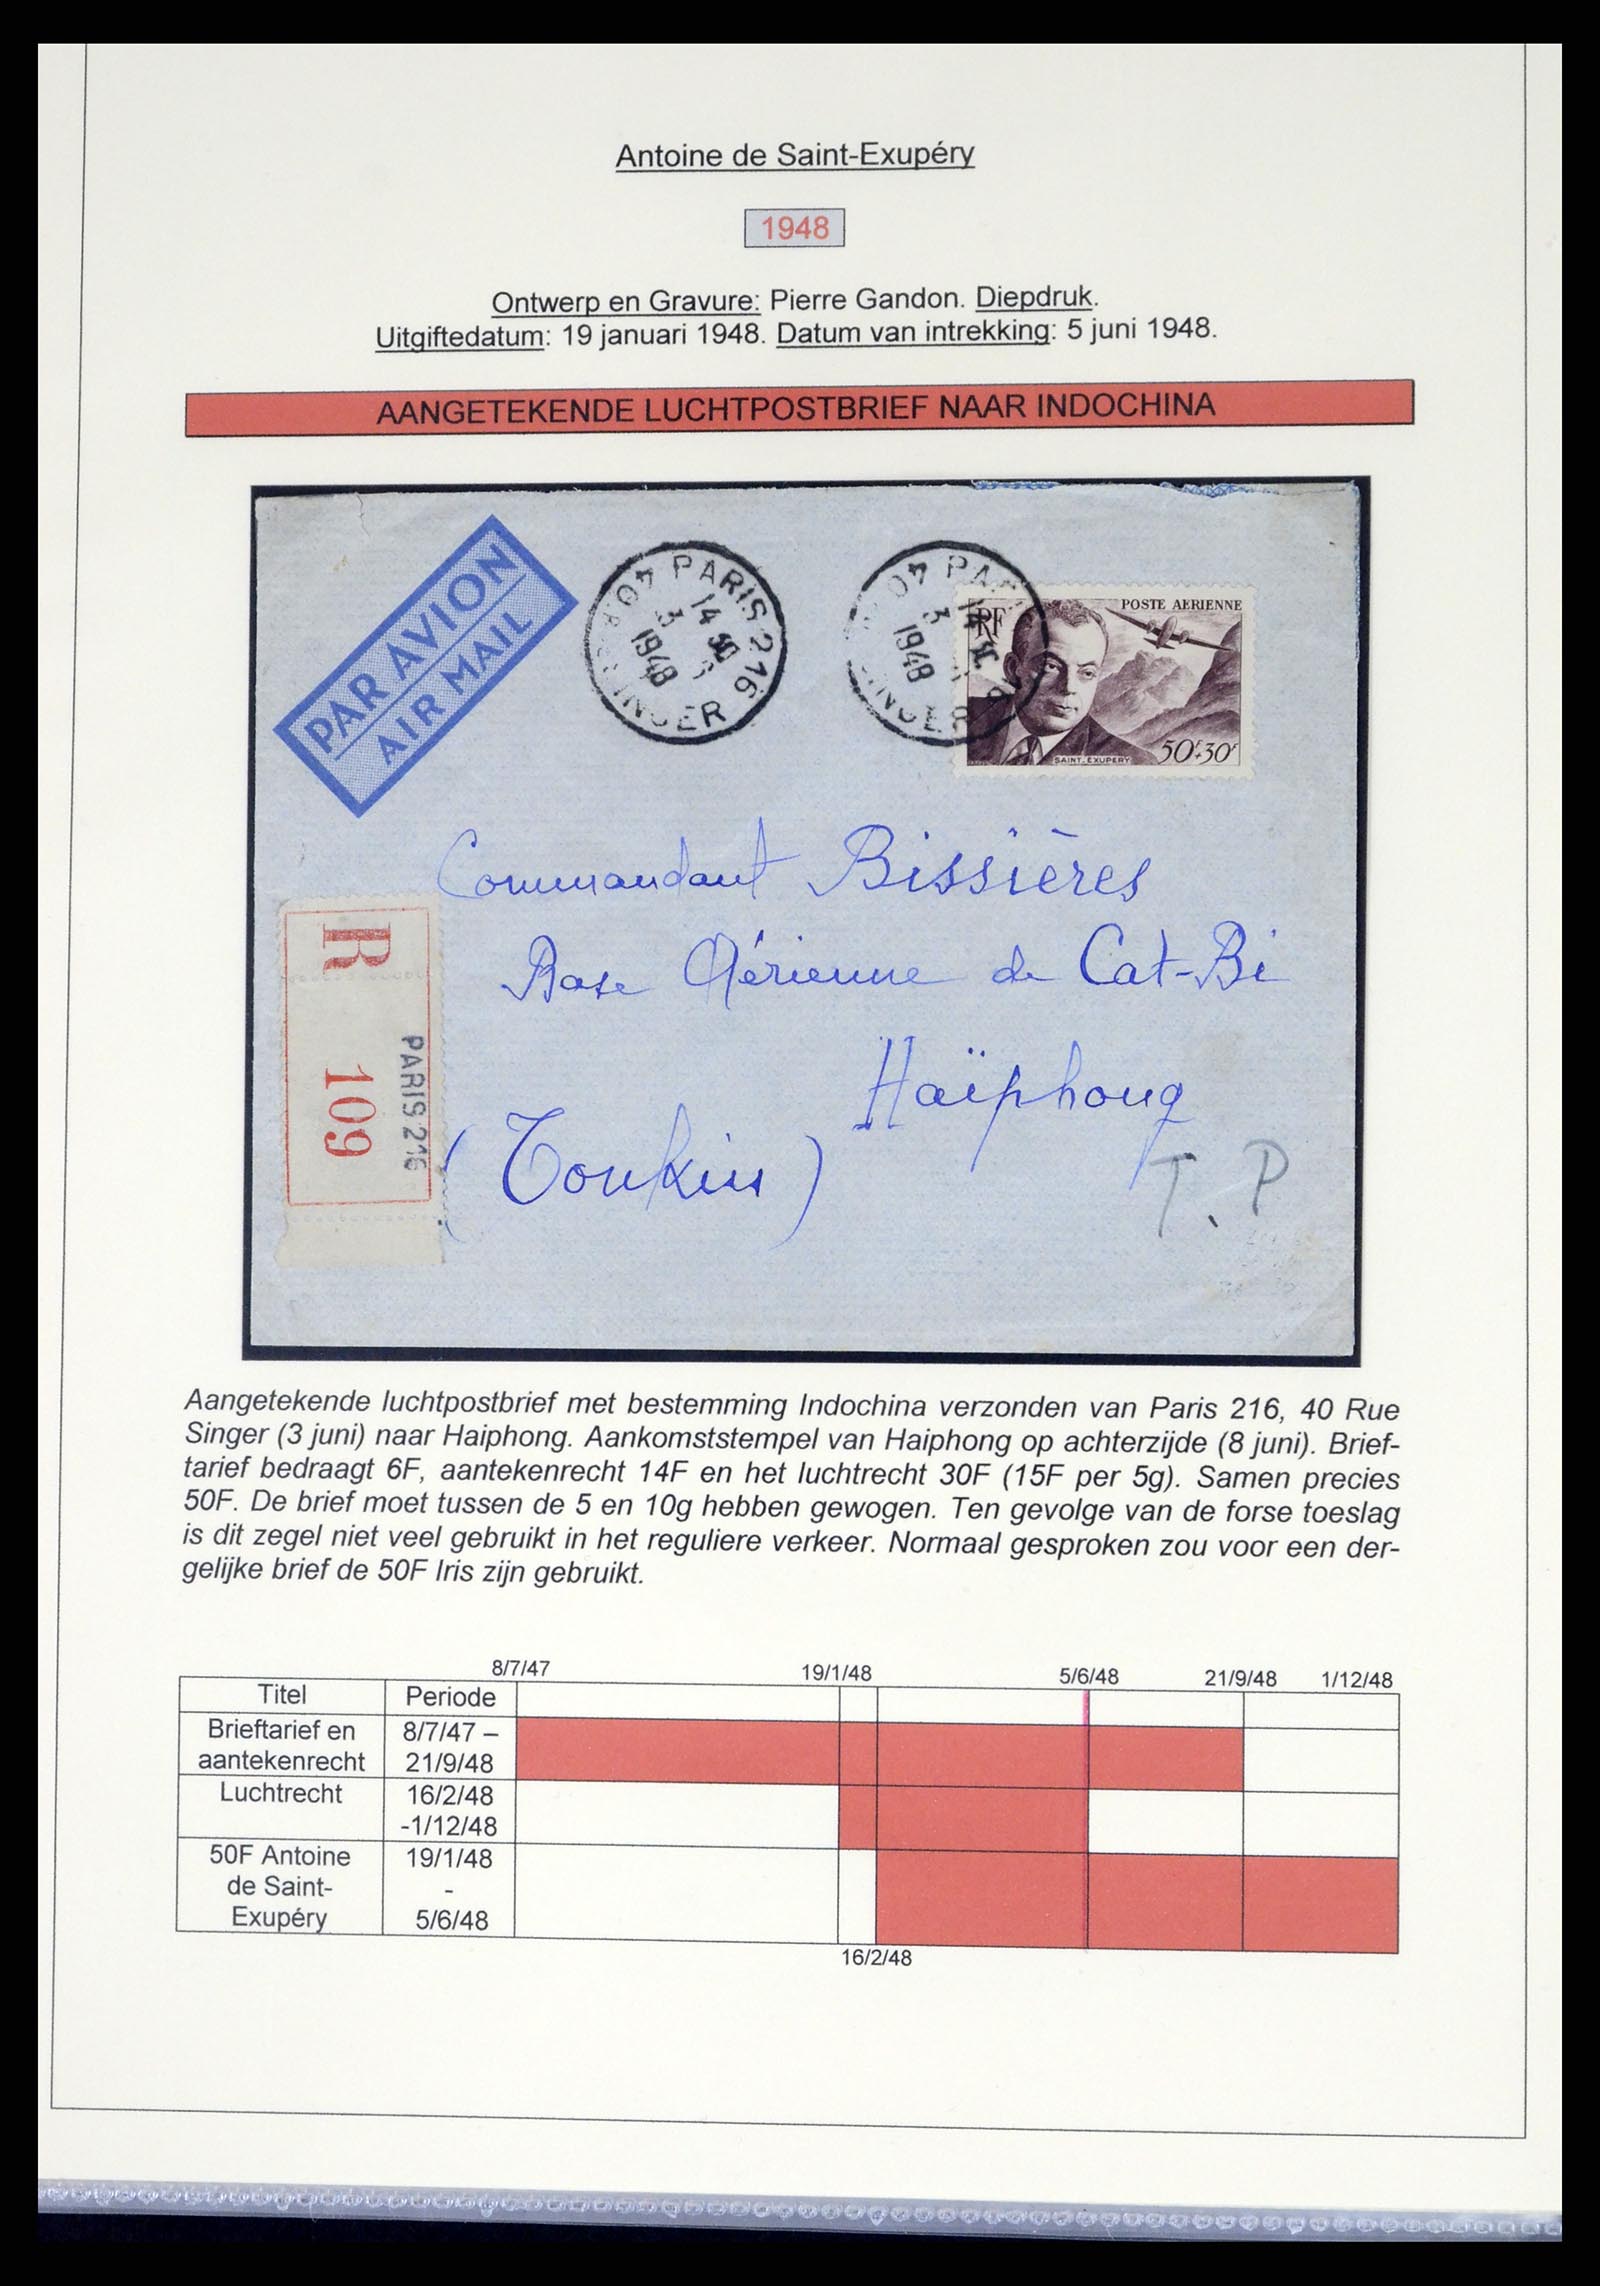 Antoine de Saint-Exupéry
1948
Ontwerp en Gravure: Pierre Gandon. Diepdruk.
Uitgiftedatum: 19 januari 1948. Datum van intrekking: 5 juni 1948.
AANGETEKENDE LUCHTPOSTBRIEF NAAR INDOCHINA
PAR AVION
AIR MAIL
PARIS 216
14
3
1948
3
1948
RF
POSTE AERIENNE
SAINT. EXUPERY
50F+30F
Commandant Bissières
Base Aérienne de Cat-Bi
Haïphong
(Tonkin)
T. P
R
109
PARIS 216
Aangetekende luchtpostbrief met bestemming Indochina verzonden van Paris 216, 40 Rue
Singer (3 juni) naar Haiphong. Aankomststempel van Haiphong op achterzijde (8 juni). Brief-
tarief bedraagt 6F, aantekenrecht 14F en het luchtrecht 30F (15F per 5g). Samen precies
50F. De brief moet tussen de 5 en 10g hebben gewogen. Ten gevolge van de forse toeslag
is dit zegel niet veel gebruikt in het reguliere verkeer. Normaal gesproken zou voor een der-
gelijke brief de 50F Iris zijn gebruikt.
8/7/47 19/1/48 5/6/48 21/9/48 1/12/48
Titel Periode
Brieftarief en 8/7/47 –
aantekenrecht 21/9/48
Luchtrecht 16/2/48
-1/12/48
50F Antoine 19/1/48
de Saint- -
Exupéry 5/6/48
16/2/48